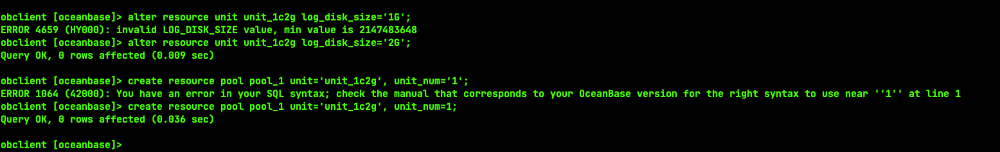 obclient [oceanbase]> alter resource unit unit_1c2g log_disk_size='1G';
ERROR 4659 (HY000): invalid LOG_DISK_SIZE value, min value is 2147483648
obclient [oceanbase]> alter resource unit unit_1c2g log_disk_size='2G';
Query OK, 0 rows affected (0.009 sec)
obclient [oceanbase]> create resource pool pool_1 unit='unit_1c2g', unit_num='1';
ERROR 1064 (42000): You have an error in your SQL syntax; check the manual that corresponds to your OceanBase version for the right syntax to use near ''1'' at line 1
obclient [oceanbase]> create resource pool pool_1 unit='unit_1c2g', unit_num=1;
Query OK, 0 rows affected (0.036 sec)
obclient [oceanbase]>